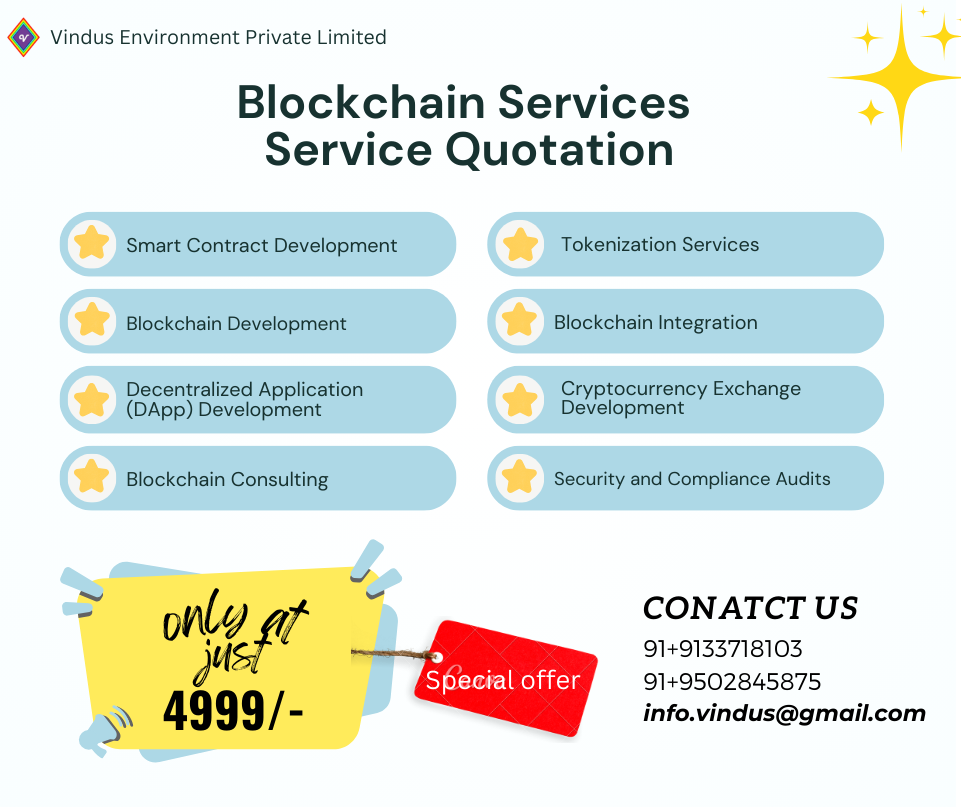 Vindus Environment Private Limited
Blockchain Services
Service Quotation
Smart Contract Development
Tokenization Services
Blockchain Development
Blockchain Integration
Decentralized Application
(DApp) Development
Cryptocurrency Exchange
Development
Blockchain Consulting
Security and Compliance Audits
only at
just
4999/-
Special offer
CONATCT US
91+9133718103
91+9502845875
info.vindus@gmail.com